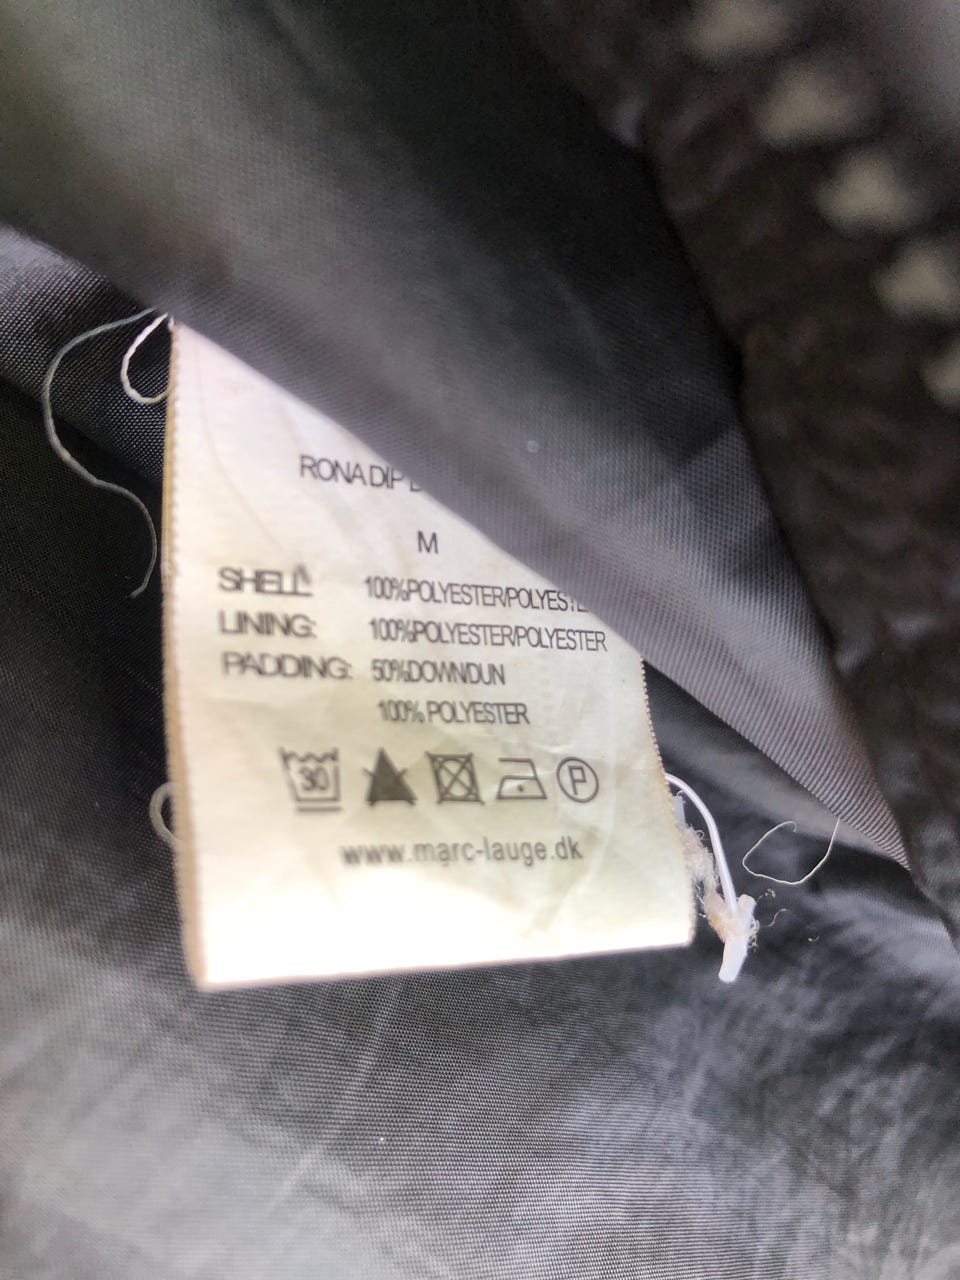 RONA DIP
M
SHELL: 100%POLYESTER/POLYESTE
LINING: 100%POLYESTER/POLYESTER
PADDING: 50%DOWN/DUN
100% POLYESTER
30 P
www.marc-lauge.dk